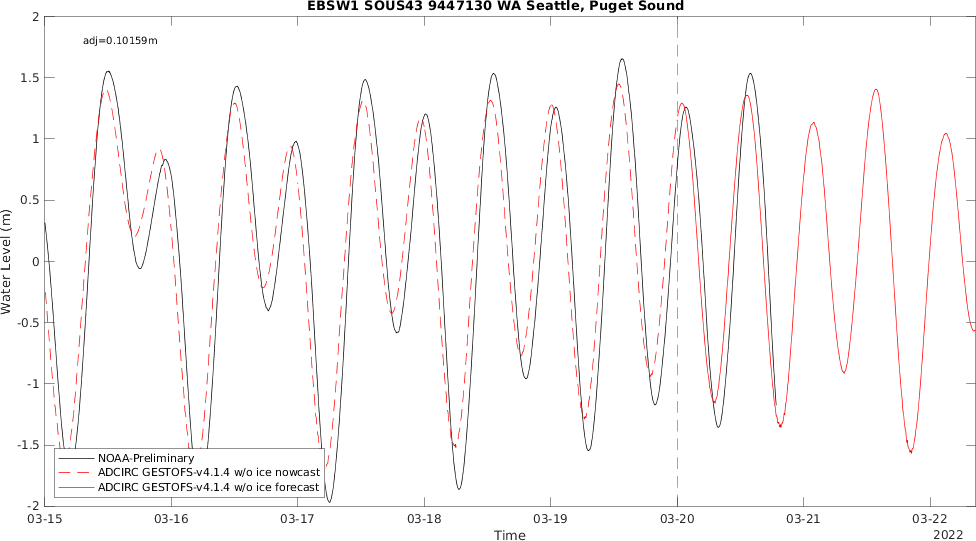 EBSW1 SOUS43 9447130 WA Seattle, Puget Sound
adj=0.10159m
Water Level (m)
2
1.5
1
0.5
0
-0.5
-1
-1.5
-2
NOAA-Preliminary
ADCIRC GESTOFS-v4.1.4 w/o ice nowcast
ADCIRC GESTOFS-v4.1.4 w/o ice forecast
03-15 03-16 03-17 03-18 03-19 03-20 03-21 03-22
Time
2022